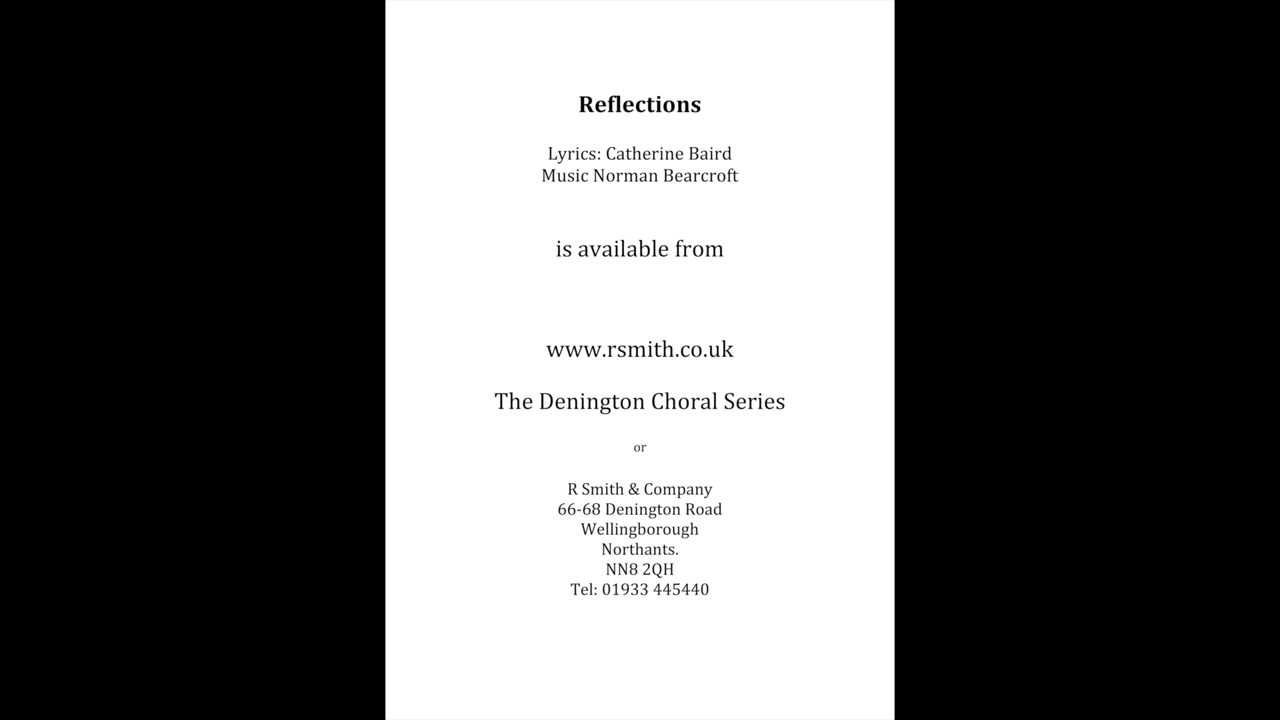 Reflections
Lyrics: Catherine Baird
Music Norman Bearcroft
is available from
www.rsmith.co.uk
The Denington Choral Series
or
R Smith & Company
66-68 Denington Road
Wellingborough
Northants.
NN8 2QH
Tel: 01933 445440